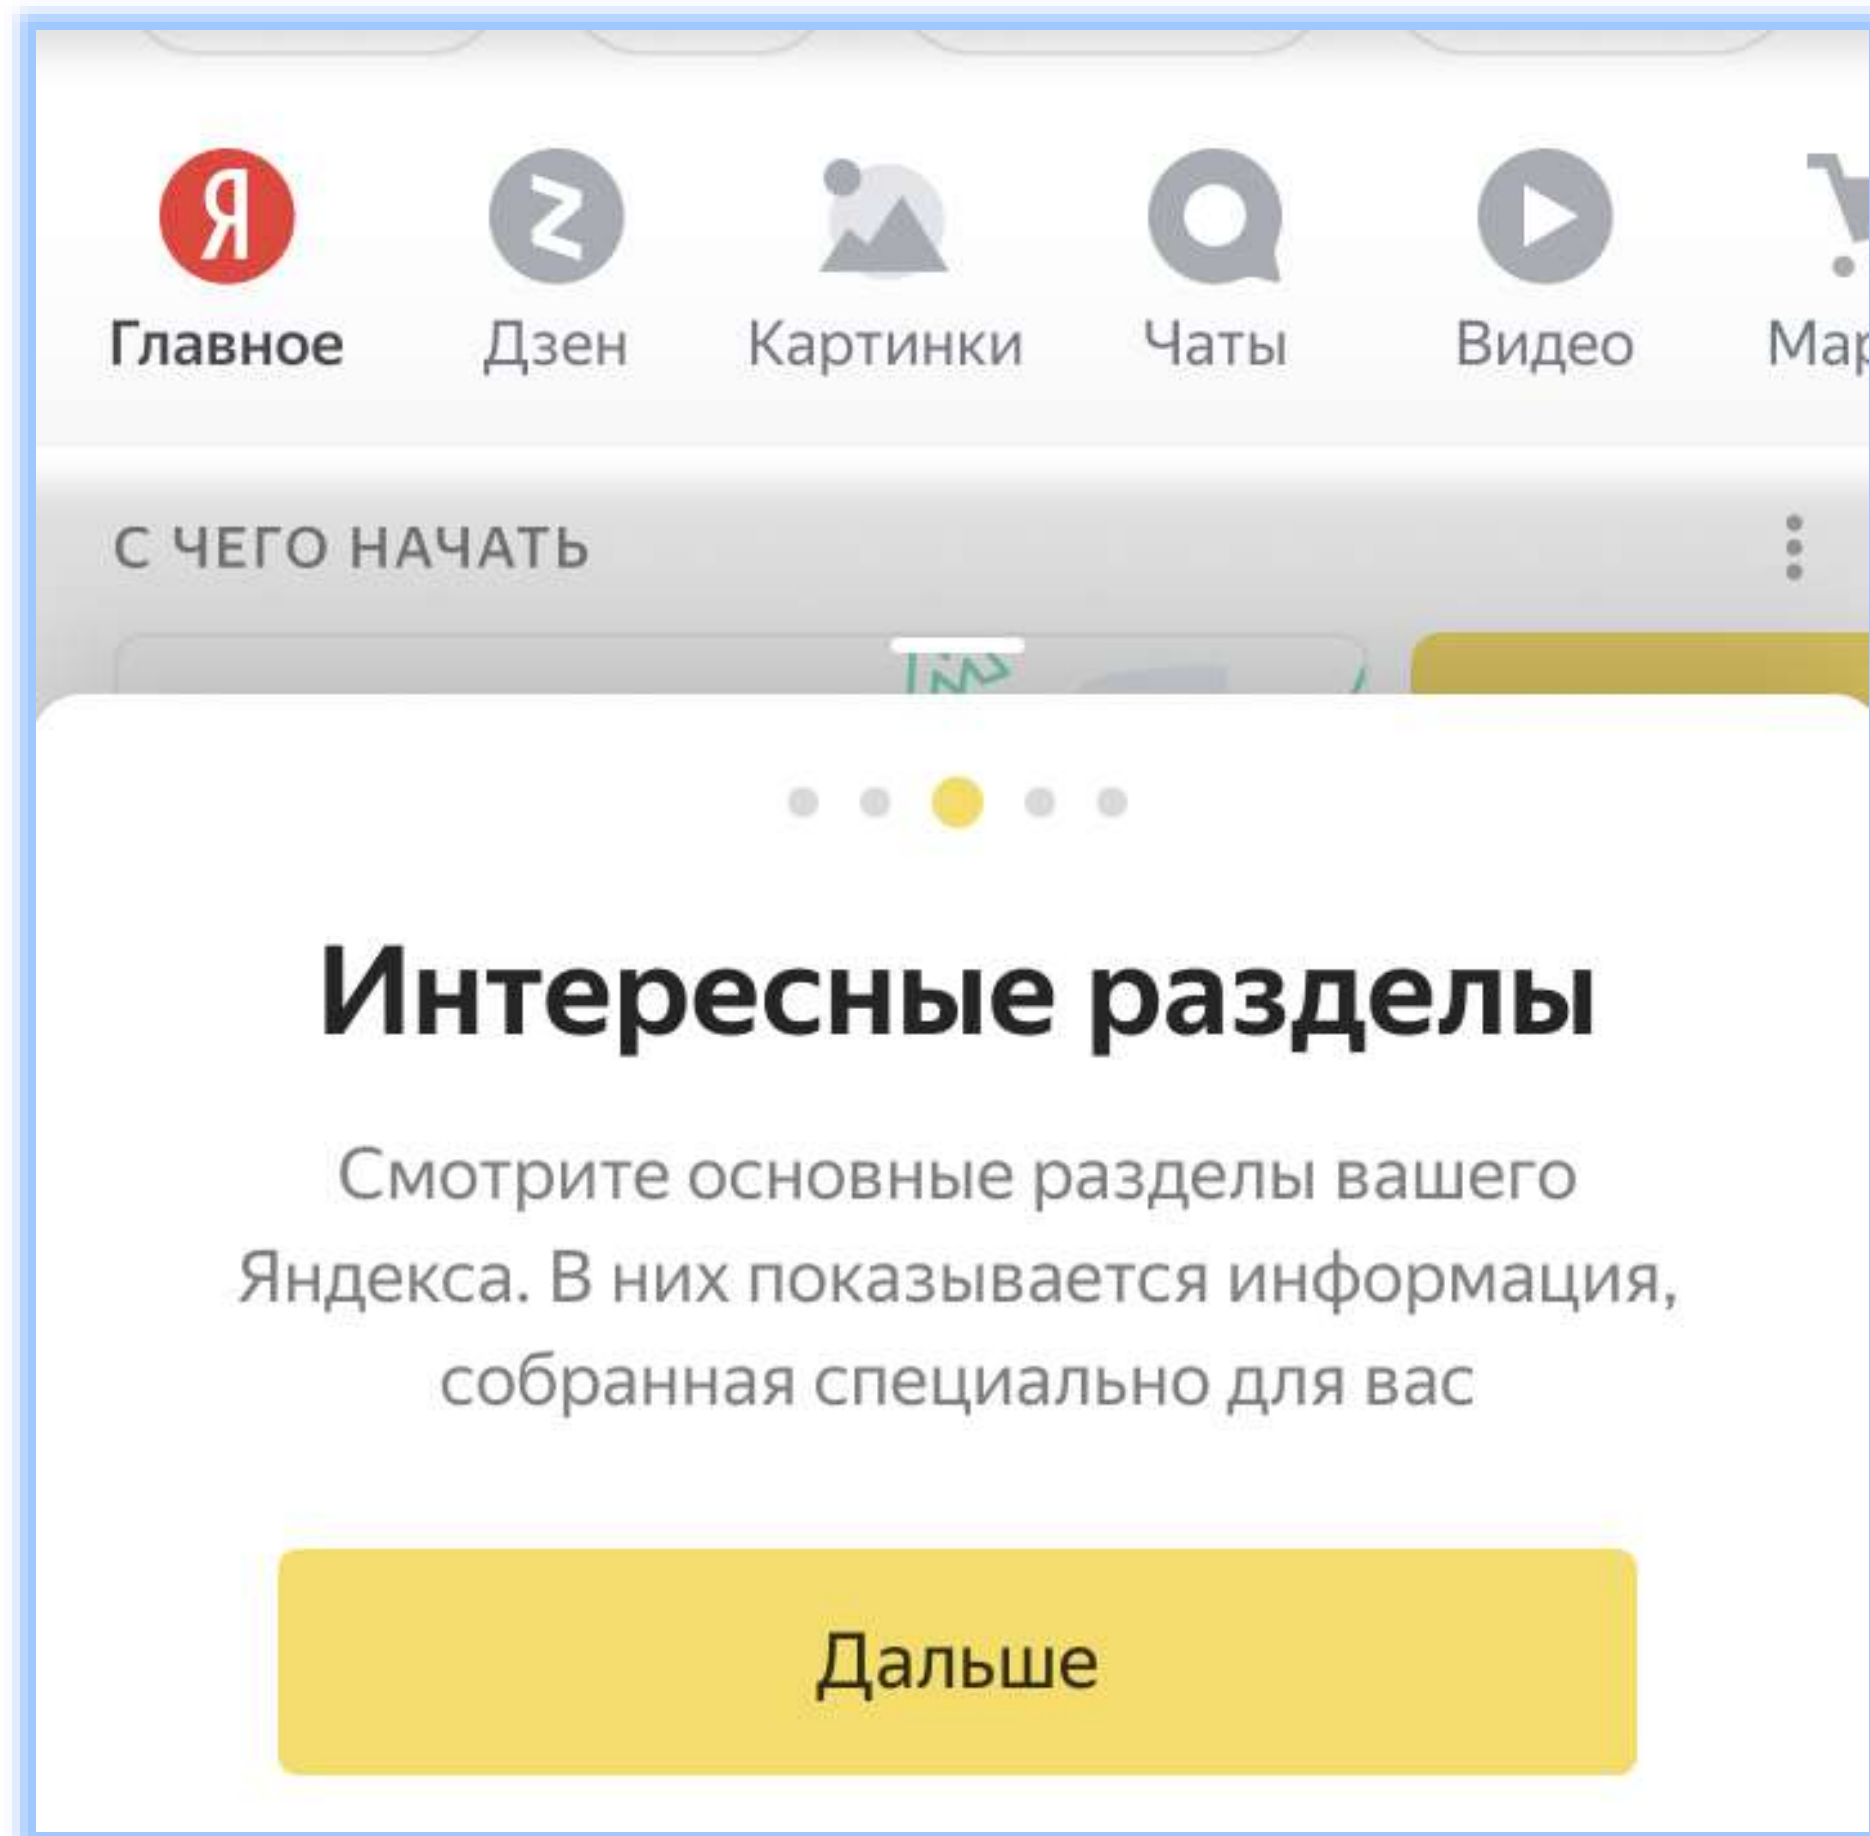 Я
Главное Дзен Картинки Чаты Видео
С ЧЕГО НАЧАТЬ
Интересные разделы
Смотрите основные разделы вашего
Яндекса. В них показывается информация,
собранная специально для вас
Дальше